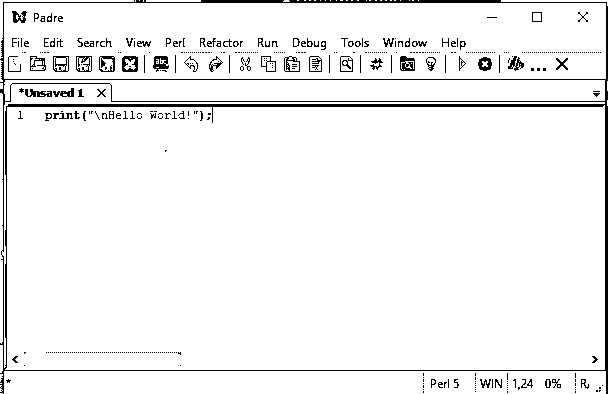 Padre
File Edit Search View Perl Refactor Run Debug Tools Window Help
*Unsaved 1
1 print("\nHello World!");
* Perl 5 WIN 1,24 0%